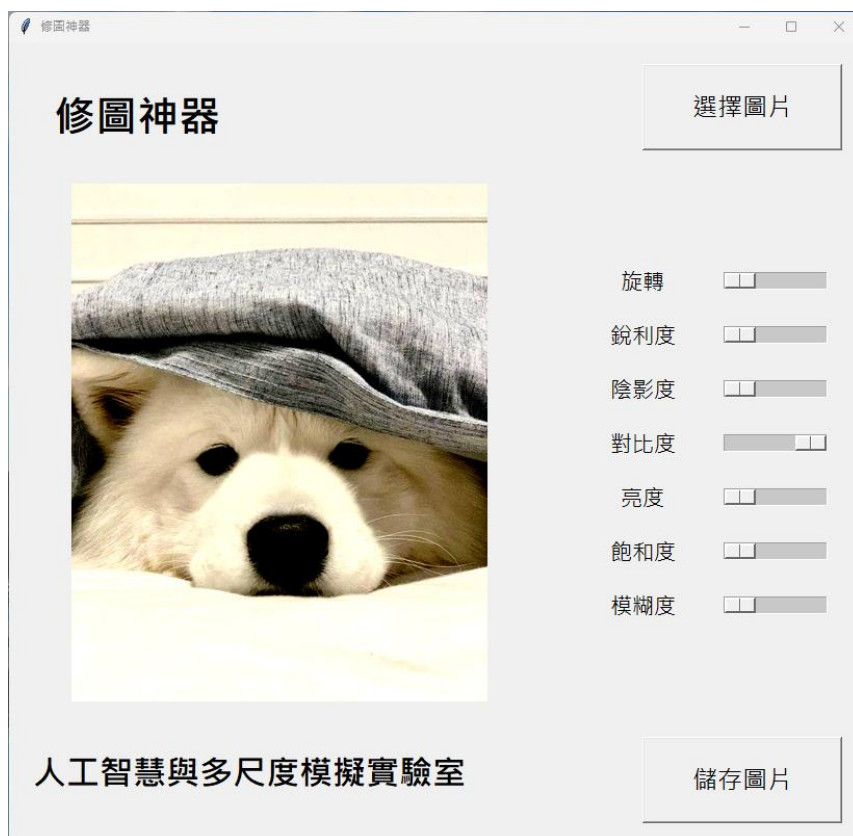 修圖神器
修圖神器
選擇圖片
旋轉
銳利度
陰影度
對比度
亮度
飽和度
模糊度
人工智慧與多尺度模擬實驗室
儲存圖片